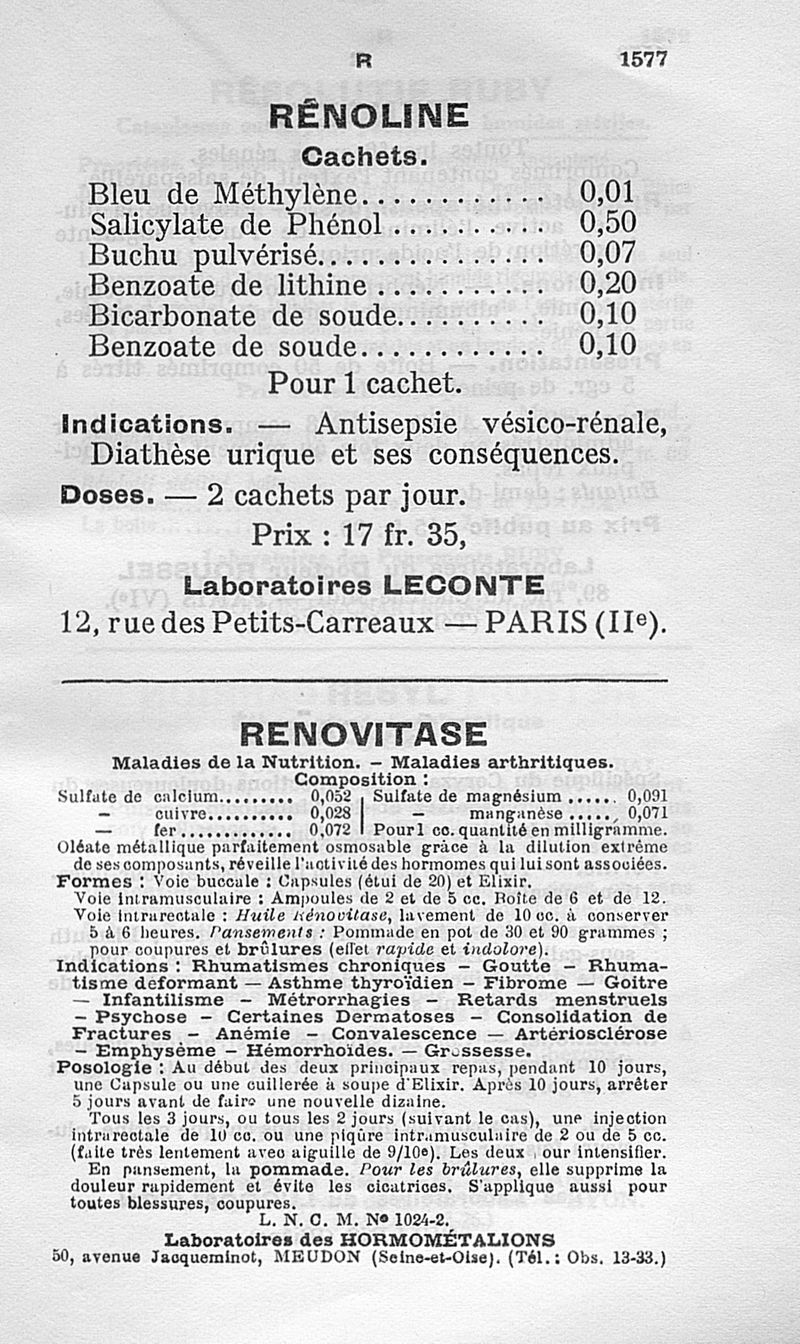 R 1577
RÊNOLINE
Cachets.
Bleu de Méthylène............. 0,01
Salicylate de Phénol ........... 0,50
Buchu pulvérisé............... 0,07
Benzoate de lithine ............ 0,20
Bicarbonate de soude.......... 0,10
Benzoate de soude............. 0,10
Pour 1 cachet.
Indications. — Antisepsie vésico-rénale,
Diathèse urique et ses conséquences.
Doses. — 2 cachets par jour.
Prix : 17 fr. 35,
Laboratoires LECONTE
12, rue des Petits-Carreaux — PARIS (IIe).
RENOVITASE
Maladies de la Nutrition. — Maladies arthritiques.
Composition :
Sulfate de calcium......... 0,052 Sulfate de magnésium ...... 0,091
— cuivre.......... 0,028 — manganèse ..... 0,071
— fer ............. 0,072 Pour 1 cc. quantité en milligramme.
Oléate métallique parfaitement osmosable grâce à la dilution extrême
de ses composants, réveille l'activité des hormomes qui lui sont associées.
Formes : Voie buccale : Capsules (étui de 20) et Elixir.
Voie intramusculaire : Ampoules de 2 et de 5 cc. Boîte de 6 et de 12.
Voie intrarectale : Huile Rénovitase, lavement de 10 cc. à conserver
5 à 6 heures. Pansements : Pommade en pot de 30 et 90 grammes ;
pour coupures et brûlures (effet rapide et indolore).
Indications : Rhumatismes chroniques — Goutte — Rhuma-
tisme déformant — Asthme thyroïdien — Fibrome — Goitre
— Infantilisme — Métrorrhagies — Retards menstruels
— Psychose — Certaines Dermatoses — Consolidation de
Fractures — Anémie — Convalescence — Artériosclérose
— Emphysème — Hémorrhoïdes. — Grossesse.
Posologie : Au début des deux principaux repas, pendant 10 jours,
une Capsule ou une cuillerée à soupe d'Elixir. Après 10 jours, arrêter
5 jours avant de faire une nouvelle dizaine.
Tous les 3 jours, ou tous les 2 jours (suivant le cas), une injection
intrarectale de 10 cc. ou une piqûre intramusculaire de 2 ou de 5 cc.
(faite très lentement avec aiguille de 9/10e). Les deux our intensifier.
En pansement, la pommade. Pour les brûlures, elle supprime la
douleur rapidement et évite les cicatrices. S'applique aussi pour
toutes blessures, coupures.
L. N. C. M. No 1024-2.
Laboratoires des HORMOMÉTALIONS
50, avenue Jacqueminot, MEUDON (Seine-et-Oise). (Tél.: Obs. 13-33.)